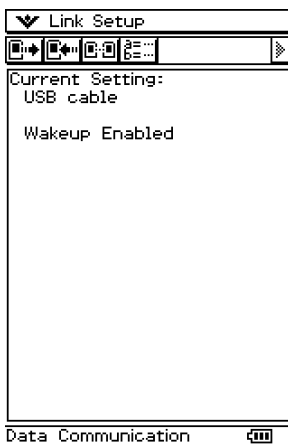 Link Setup
Current Setting:
USB cable
Wakeup Enabled
Data Communication